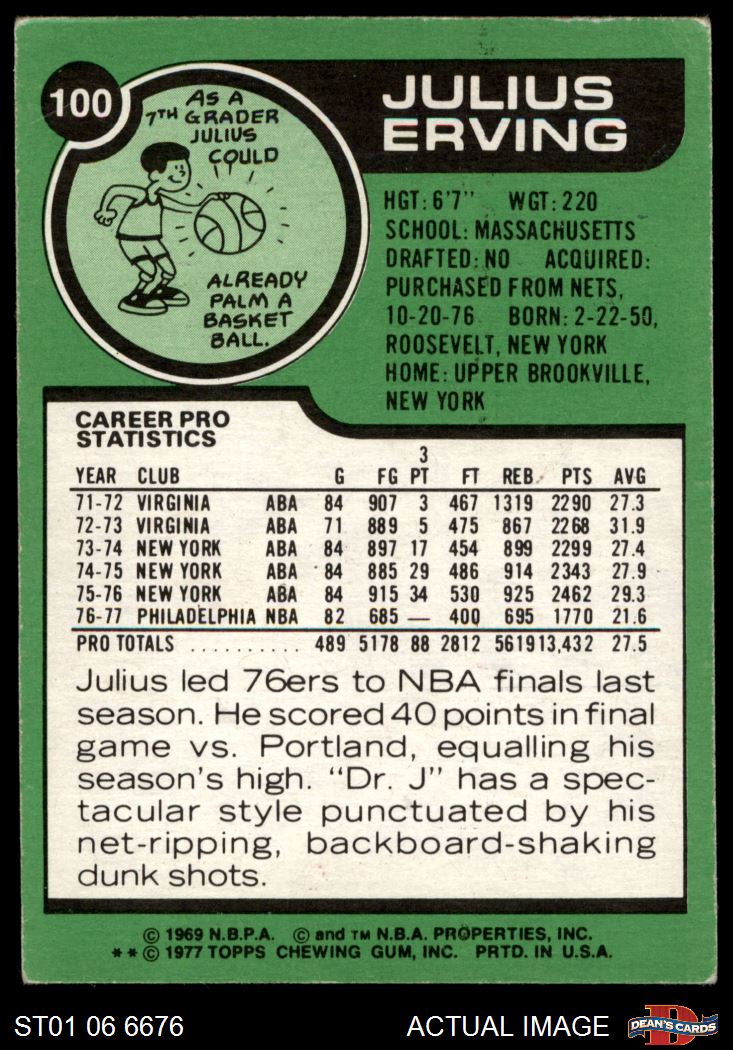 100
AS A
7TH GRADER
JULIUS
COULD
ALREADY
PALM A
BASKET
BALL.
JULIUS
ERVING
HGT: 6'7" WGT: 220
SCHOOL: MASSACHUSETTS
DRAFTED: NO ACQUIRED:
PURCHASED FROM NETS,
10-20-76 BORN: 2-22-50,
ROOSEVELT, NEW YORK
HOME: UPPER BROOKVILLE,
NEW YORK
CAREER PRO
STATISTICS
3
YEAR CLUB G FG PT FT REB. PTS AVG
71-72 VIRGINIA ABA 84 907 3 467 1319 2290 27.3
72-73 VIRGINIA ABA 71 889 5 475 867 2268 31.9
73-74 NEW YORK ABA 84 897 17 454 899 2299 27.4
74-75 NEW YORK ABA 84 885 29 486 914 2343 27.9
75-76 NEW YORK ABA 84 915 34 530 925 2462 29.3
76-77 PHILADELPHIA NBA 82 685 — 400 695 1770 21.6
PRO TOTALS .......... 489 5178 88 2812 5619 13,432 27.5
Julius led 76ers to NBA finals last
season. He scored 40 points in final
game vs. Portland, equalling his
season's high. "Dr. J" has a spec-
tacular style punctuated by his
net-ripping, backboard-shaking
dunk shots.
© 1969 N.B.P.A. © and TM N.B.A. PROPERTIES, INC.
**© 1977 TOPPS CHEWING GUM, INC. PRTD. IN U.S.A.
ST01 06 6676
ACTUAL IMAGE
D
DEAN'S CARDS